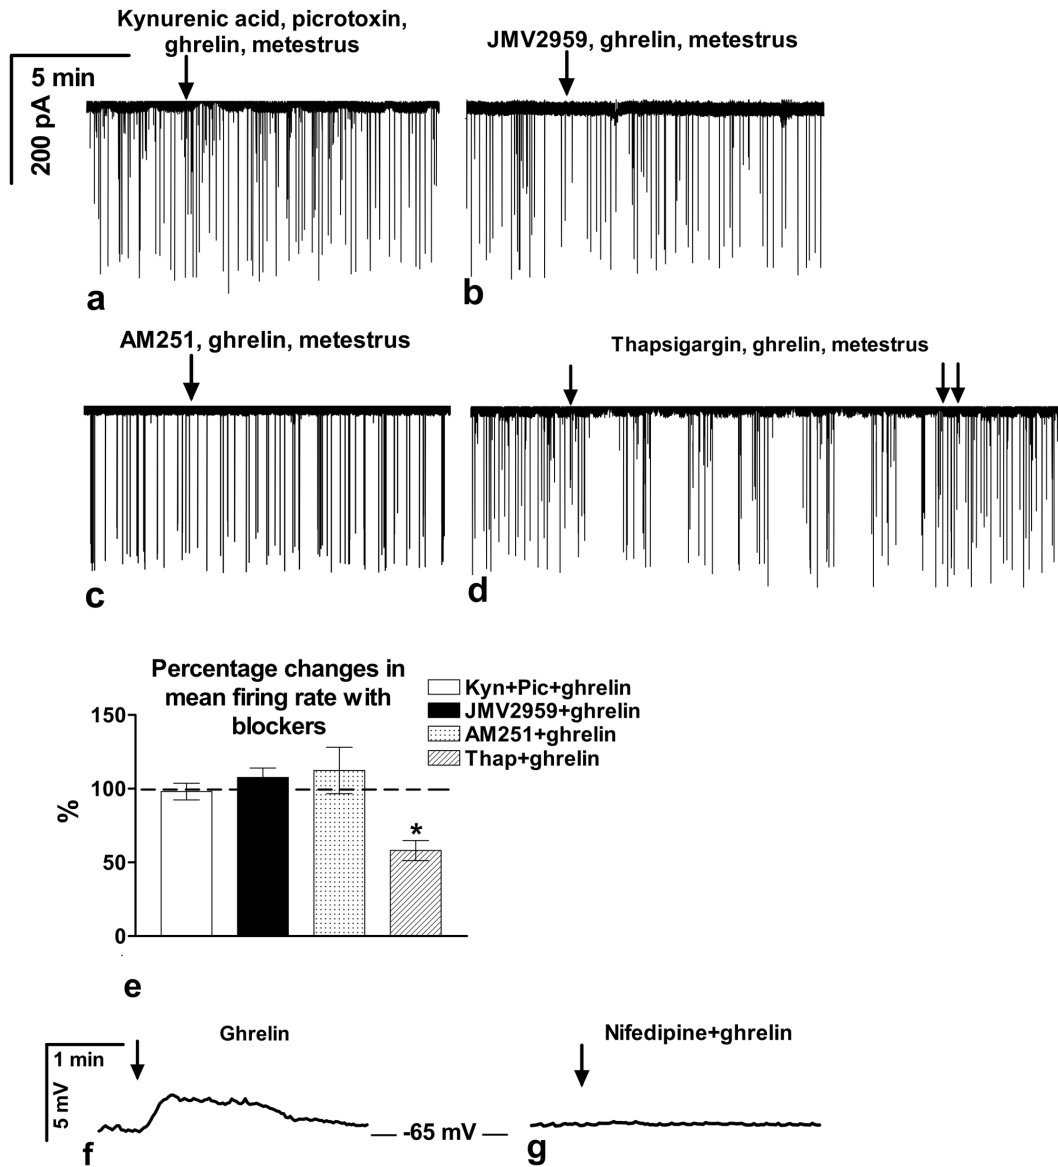 Kynurenic acid, picrotoxin,
ghrelin, metestrus
5 min
200 pA
a
JMV2959, ghrelin, metestrus
b
AM251, ghrelin, metestrus
c
Thapsigargin, ghrelin, metestrus
d
Percentage changes in
mean firing rate with
blockers
150
100
50
0
%
*
Kyn+Pic+ghrelin
JMV2959+ghrelin
AM251+ghrelin
Thap+ghrelin
e
1 min
5 mV
Ghrelin
f
-65 mV
Nifedipine+ghrelin
g